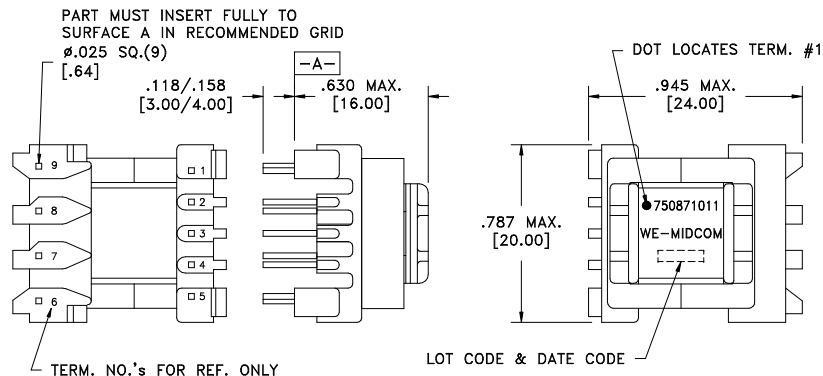 PART MUST INSERT FULLY TO
SURFACE A IN RECOMMENDED GRID
ø.025 SQ.(9)
[.64]
.118/.158
[3.00/4.00]
-A-
.630 MAX.
[16.00]
DOT LOCATES TERM. #1
.945 MAX.
[24.00]
9
1
8
2
7
3
4
6
5
.787 MAX.
[20.00]
750871011
WE-MIDCOM
TERM. NO.'s FOR REF. ONLY
LOT CODE & DATE CODE